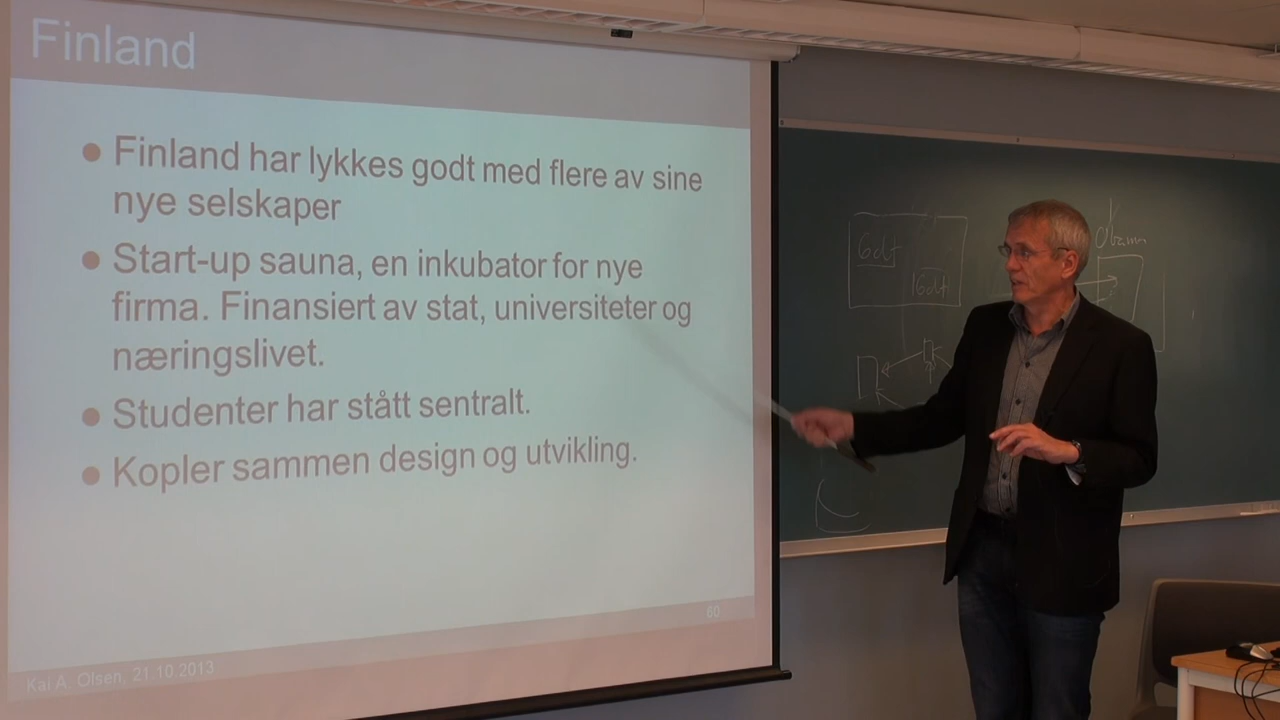 Finland
● Finland har lykkes godt med flere av sine
nye selskaper
● Start-up sauna, en inkubator for nye
firma. Finansiert av stat, universiteter og
næringslivet.
● Studenter har stått sentralt.
● Kopler sammen design og utvikling.
60
Kai A. Olsen, 21.10.2013
Gdt